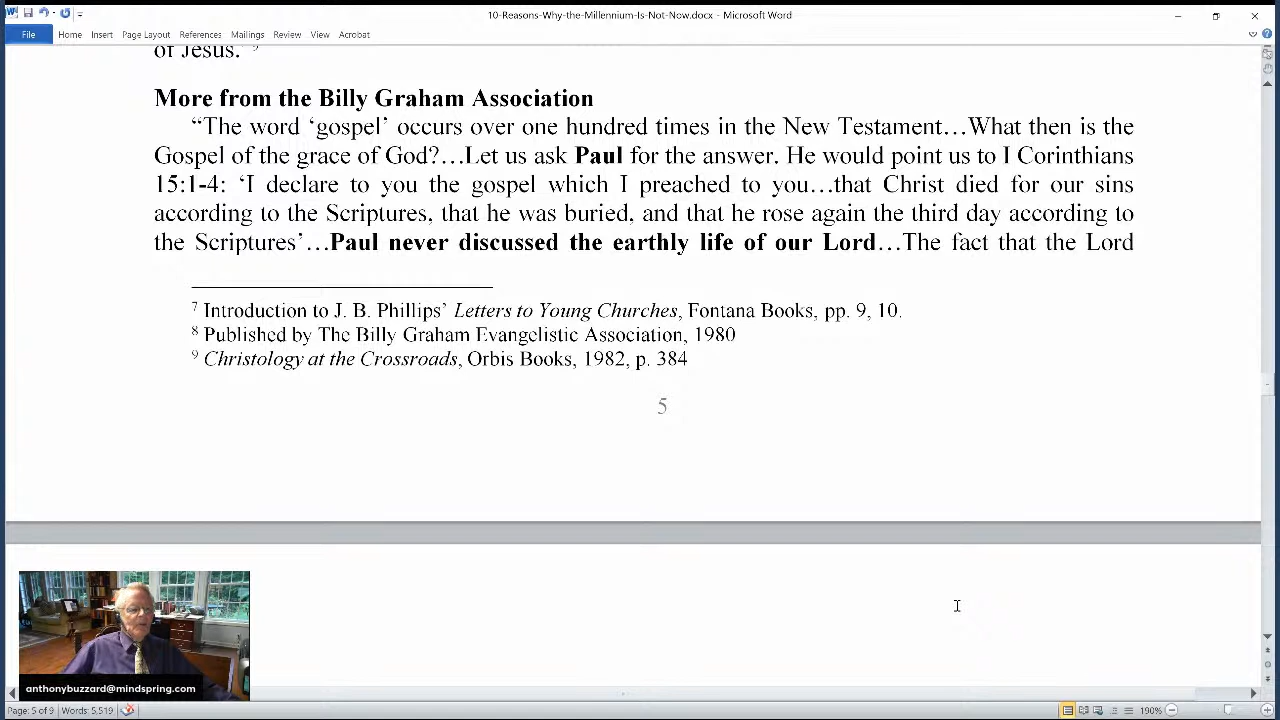 10-Reasons-Why-the-Millennium-Is-Not-Now.docx - Microsoft Word
File Home Insert Page Layout References Mailings Review View Acrobat
of Jesus.” 9
More from the Billy Graham Association
“The word ‘gospel’ occurs over one hundred times in the New Testament…What then is the
Gospel of the grace of God?…Let us ask Paul for the answer. He would point us to I Corinthians
15:1-4: ‘I declare to you the gospel which I preached to you…that Christ died for our sins
according to the Scriptures, that he was buried, and that he rose again the third day according to
the Scriptures’…Paul never discussed the earthly life of our Lord…The fact that the Lord
7 Introduction to J. B. Phillips’ Letters to Young Churches, Fontana Books, pp. 9, 10.
8 Published by The Billy Graham Evangelistic Association, 1980
9 Christology at the Crossroads, Orbis Books, 1982, p. 384
5
anthonybuzzard@mindspring.com
Page: 5 of 9 Words: 5,519 190%